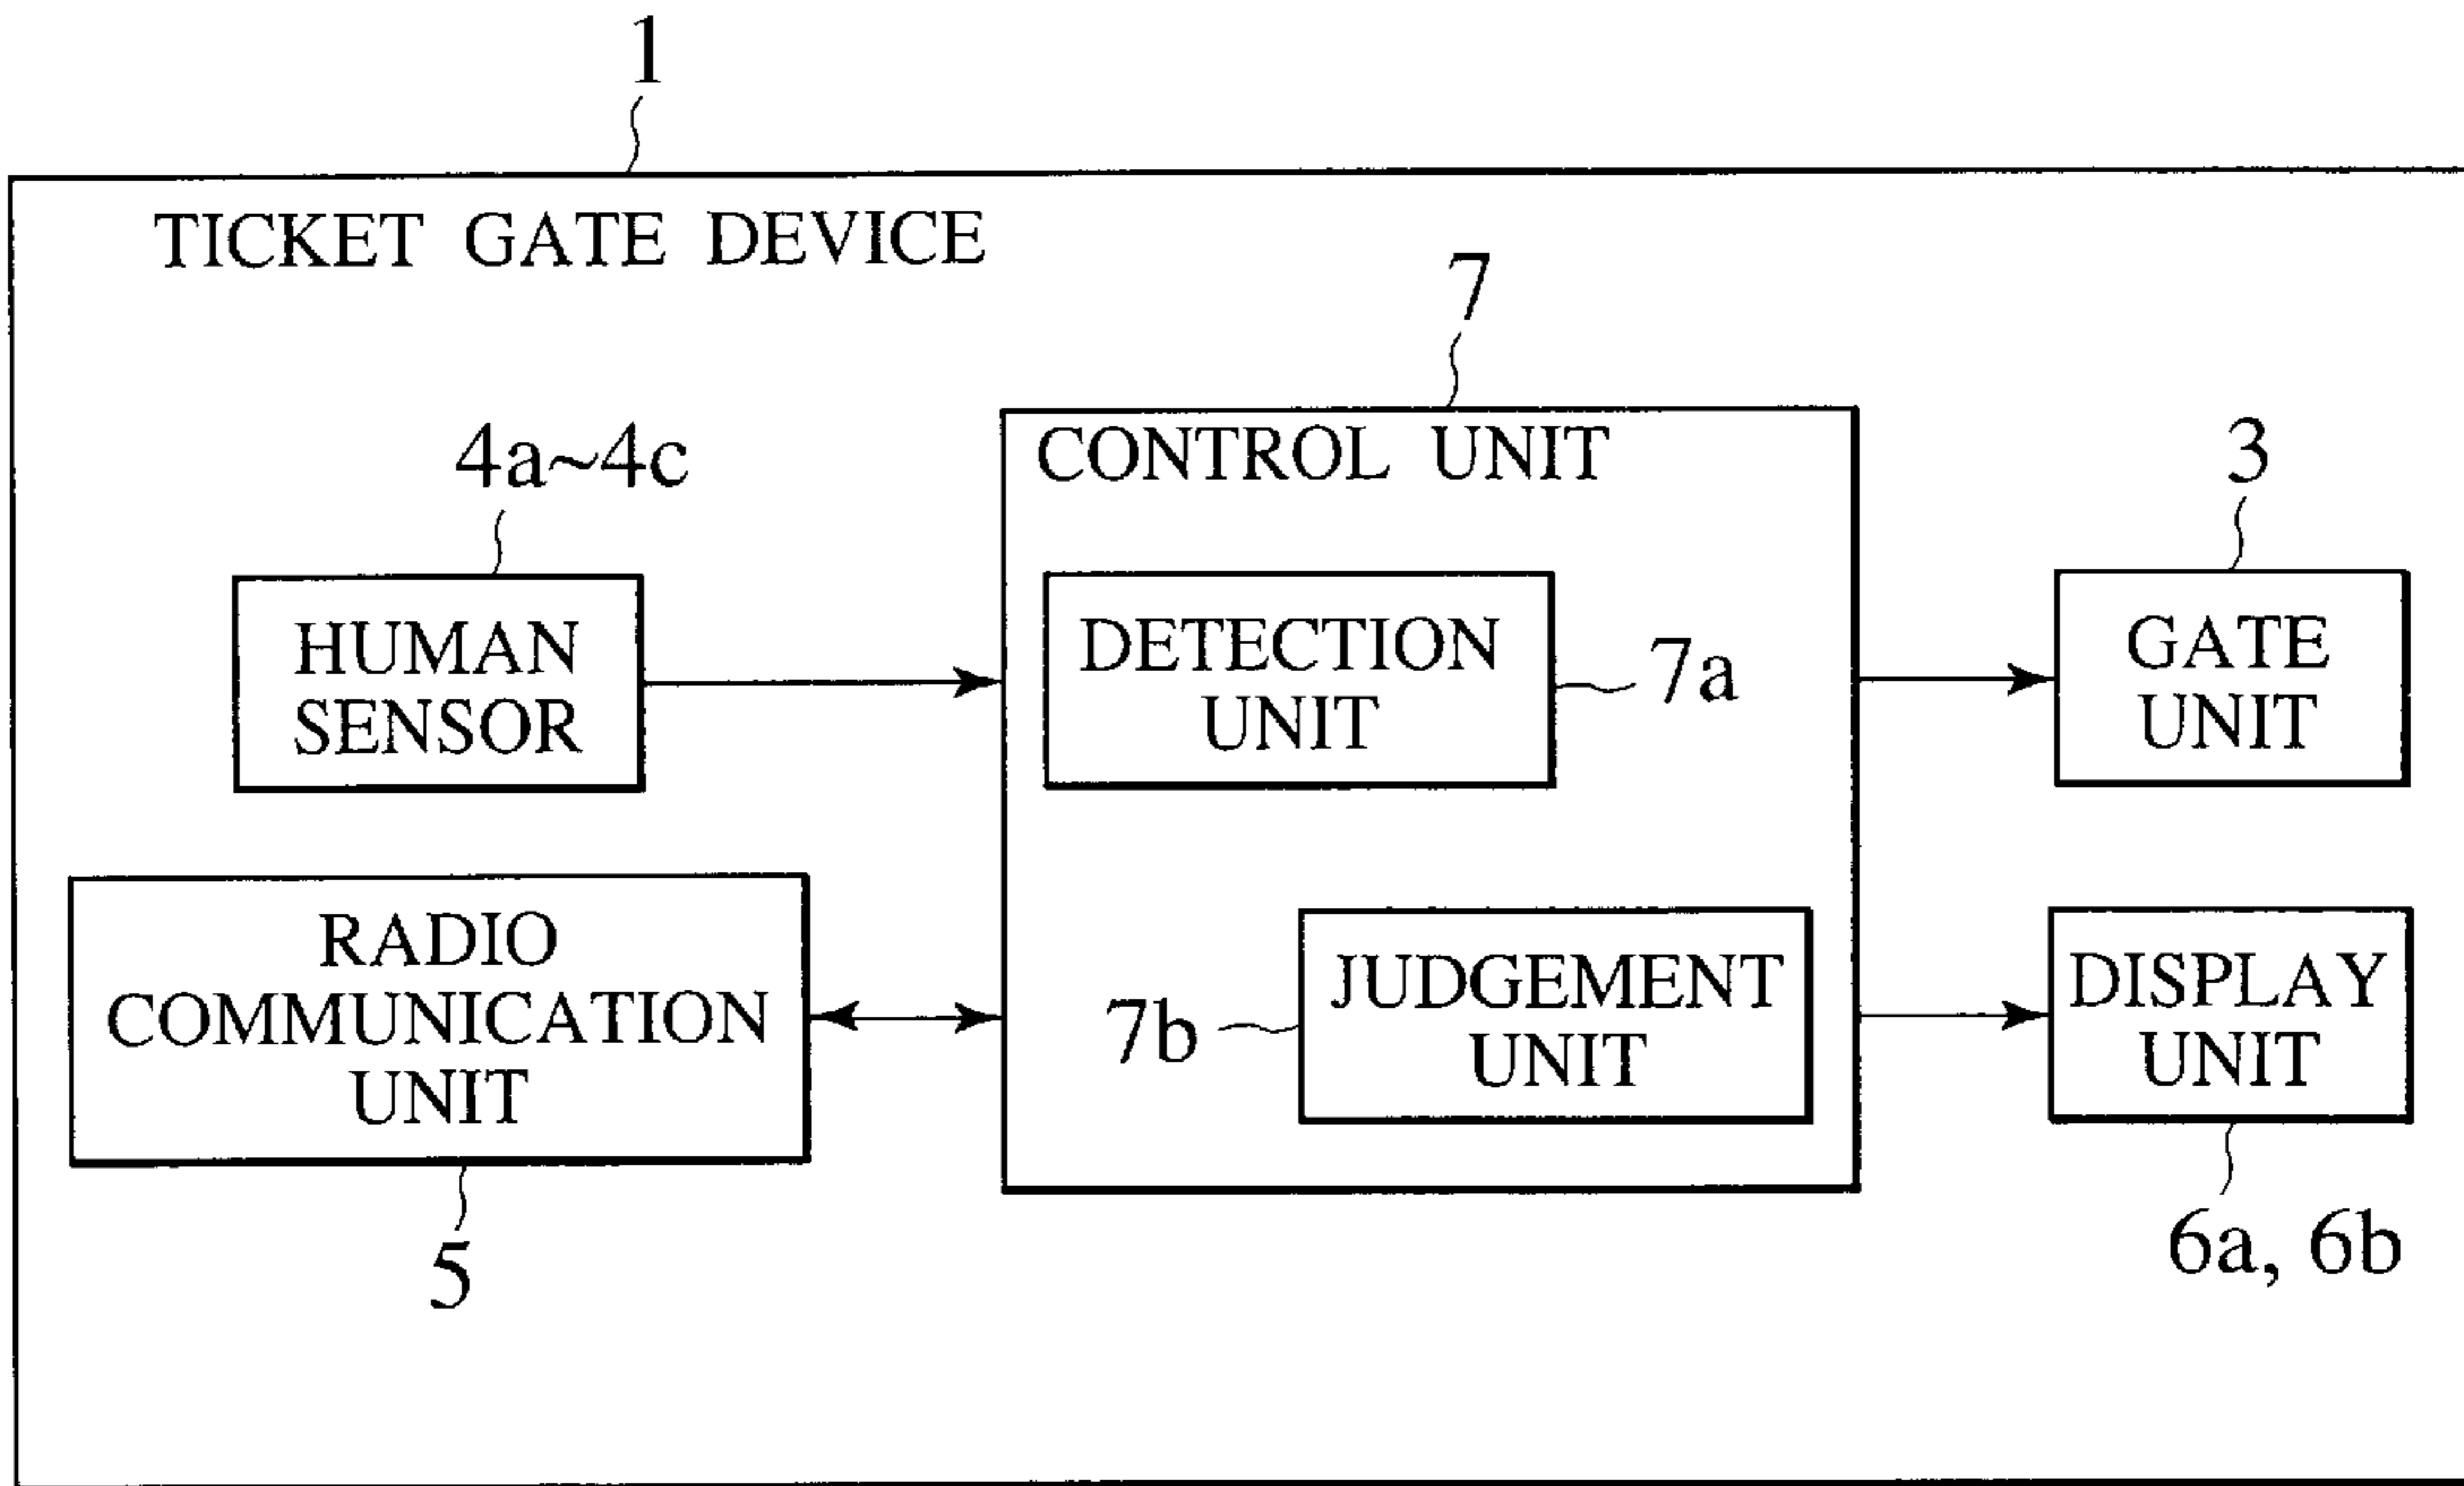 1
TICKET GATE DEVICE
7
4a~4c
CONTROL UNIT
3
HUMAN
SENSOR
DETECTION
UNIT
7a
GATE
UNIT
RADIO
COMMUNICATION
UNIT
7b
JUDGEMENT
UNIT
DISPLAY
UNIT
5
6a, 6b